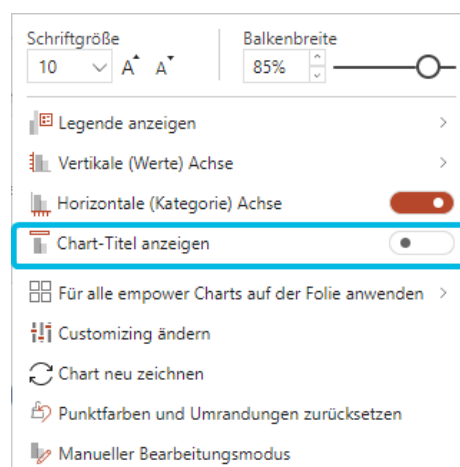 Schriftgröße Balkenbreite
10 A A 85%
Legende anzeigen
Vertikale (Werte) Achse
Horizontale (Kategorie) Achse
Chart-Titel anzeigen
Für alle empower Charts auf der Folie anwenden
Customizing ändern
Chart neu zeichnen
Punktfarben und Umrandungen zurücksetzen
Manueller Bearbeitungsmodus